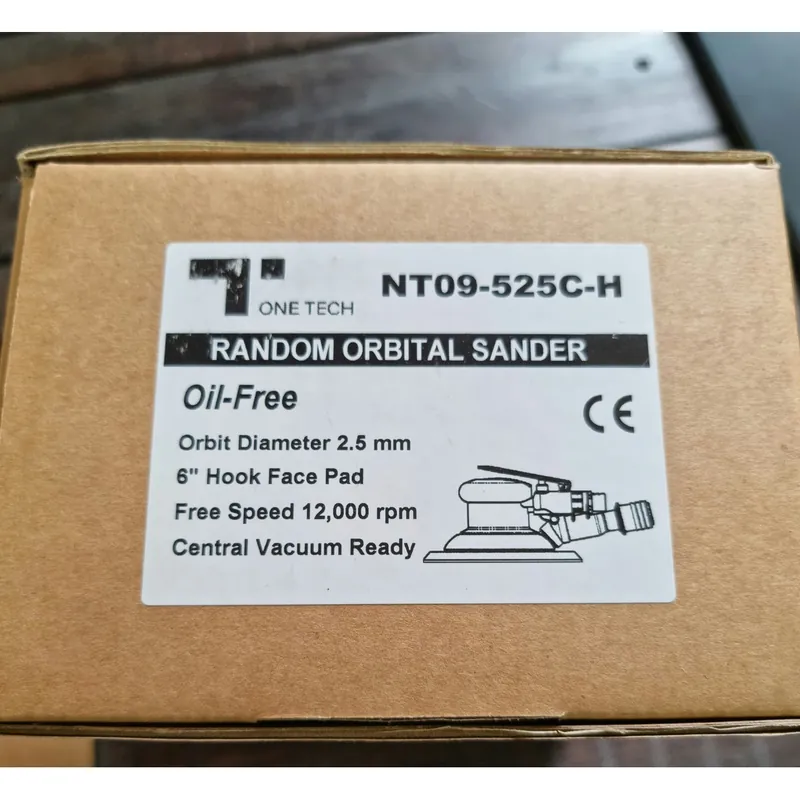 ONE TECH
NT09-525C-H
RANDOM ORBITAL SANDER
Oil-Free
CE
Orbit Diameter 2.5 mm
6" Hook Face Pad
Free Speed 12,000 rpm
Central Vacuum Ready